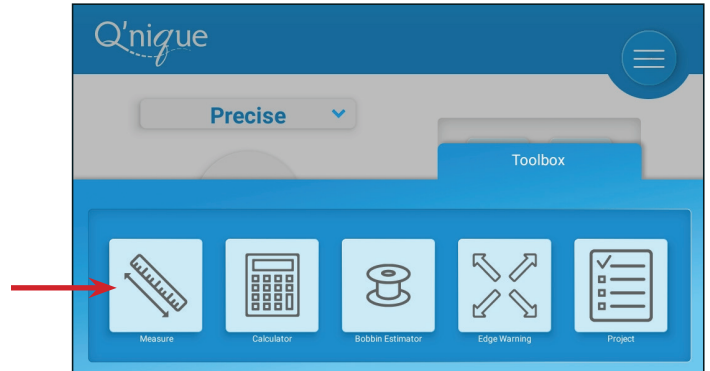 Q'nique
Precise
Toolbox
Measure
Calculator
Bobbin Estimator
Edge Warning
Project